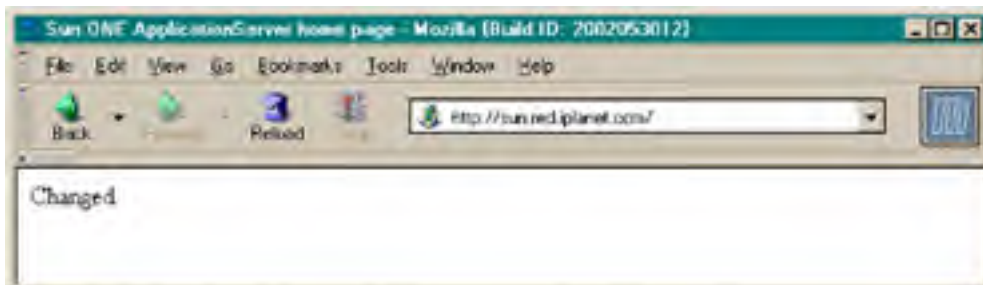 Sun ONE ApplicationServer home page - Mozilla {Build ID: 2002053012}
File Edit View Go Bookmarks Tools Window Help
http://sun.red.iplanet.com/
Back Reload
Changed